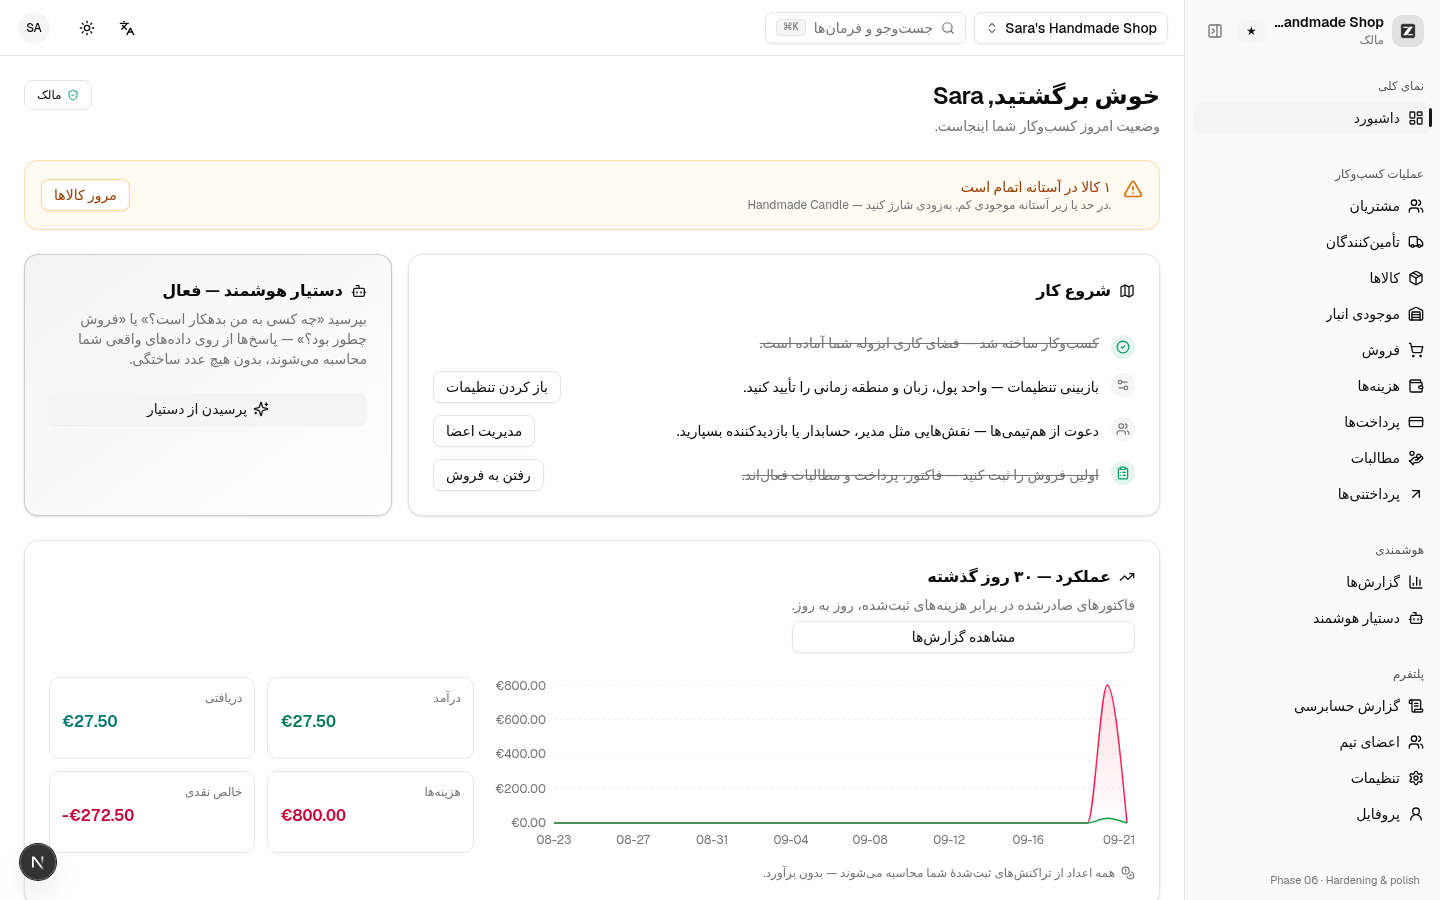 ...andmade Shop
مالک
★
نمای کلی
داشبورد
عملیات کسب‌وکار
مشتریان
تأمین‌کنندگان
کالاها
موجودی انبار
فروش
هزینه‌ها
پرداخت‌ها
مطالبات
پرداختنی‌ها
هوشمندی
گزارش‌ها
دستیار هوشمند
پلتفرم
گزارش حسابرسی
اعضای تیم
تنظیمات
پروفایل
Phase 06 · Hardening & polish
Sara's Handmade Shop
جست‌وجو و فرمان‌ها
⌘K
SA
خوش برگشتید, Sara
وضعیت امروز کسب‌وکار شما اینجاست.
مالک
۱ کالا در آستانه اتمام است
در حد یا زیر آستانه موجودی کم. به‌زودی شارژ کنید — Handmade Candle.
مرور کالاها
شروع کار
کسب‌وکار ساخته شد — فضای کاری ایزوله شما آماده است.
بازبینی تنظیمات — واحد پول، زبان و منطقه زمانی را تأیید کنید.
باز کردن تنظیمات
دعوت از هم‌تیمی‌ها — نقش‌هایی مثل مدیر، حسابدار یا بازدیدکننده بسپارید.
مدیریت اعضا
اولین فروش را ثبت کنید — فاکتور، پرداخت و مطالبات فعال‌اند.
رفتن به فروش
دستیار هوشمند — فعال
بپرسید «چه کسی به من بدهکار است؟» یا «فروش
چطور بود؟» — پاسخ‌ها از روی داده‌های واقعی شما
محاسبه می‌شوند، بدون هیچ عدد ساختگی.
پرسیدن از دستیار
عملکرد — ۳۰ روز گذشته
فاکتورهای صادرشده در برابر هزینه‌های ثبت‌شده، روز به روز.
مشاهده گزارش‌ها
€800.00
€600.00
€400.00
€200.00
€0.00
08-23
08-27
08-31
09-04
09-08
09-12
09-16
09-21
درآمد
€27.50
دریافتی
€27.50
هزینه‌ها
€800.00
خالص نقدی
-€272.50
همه اعداد از تراکنش‌های ثبت‌شدهٔ شما محاسبه می‌شوند — بدون برآورد.
N